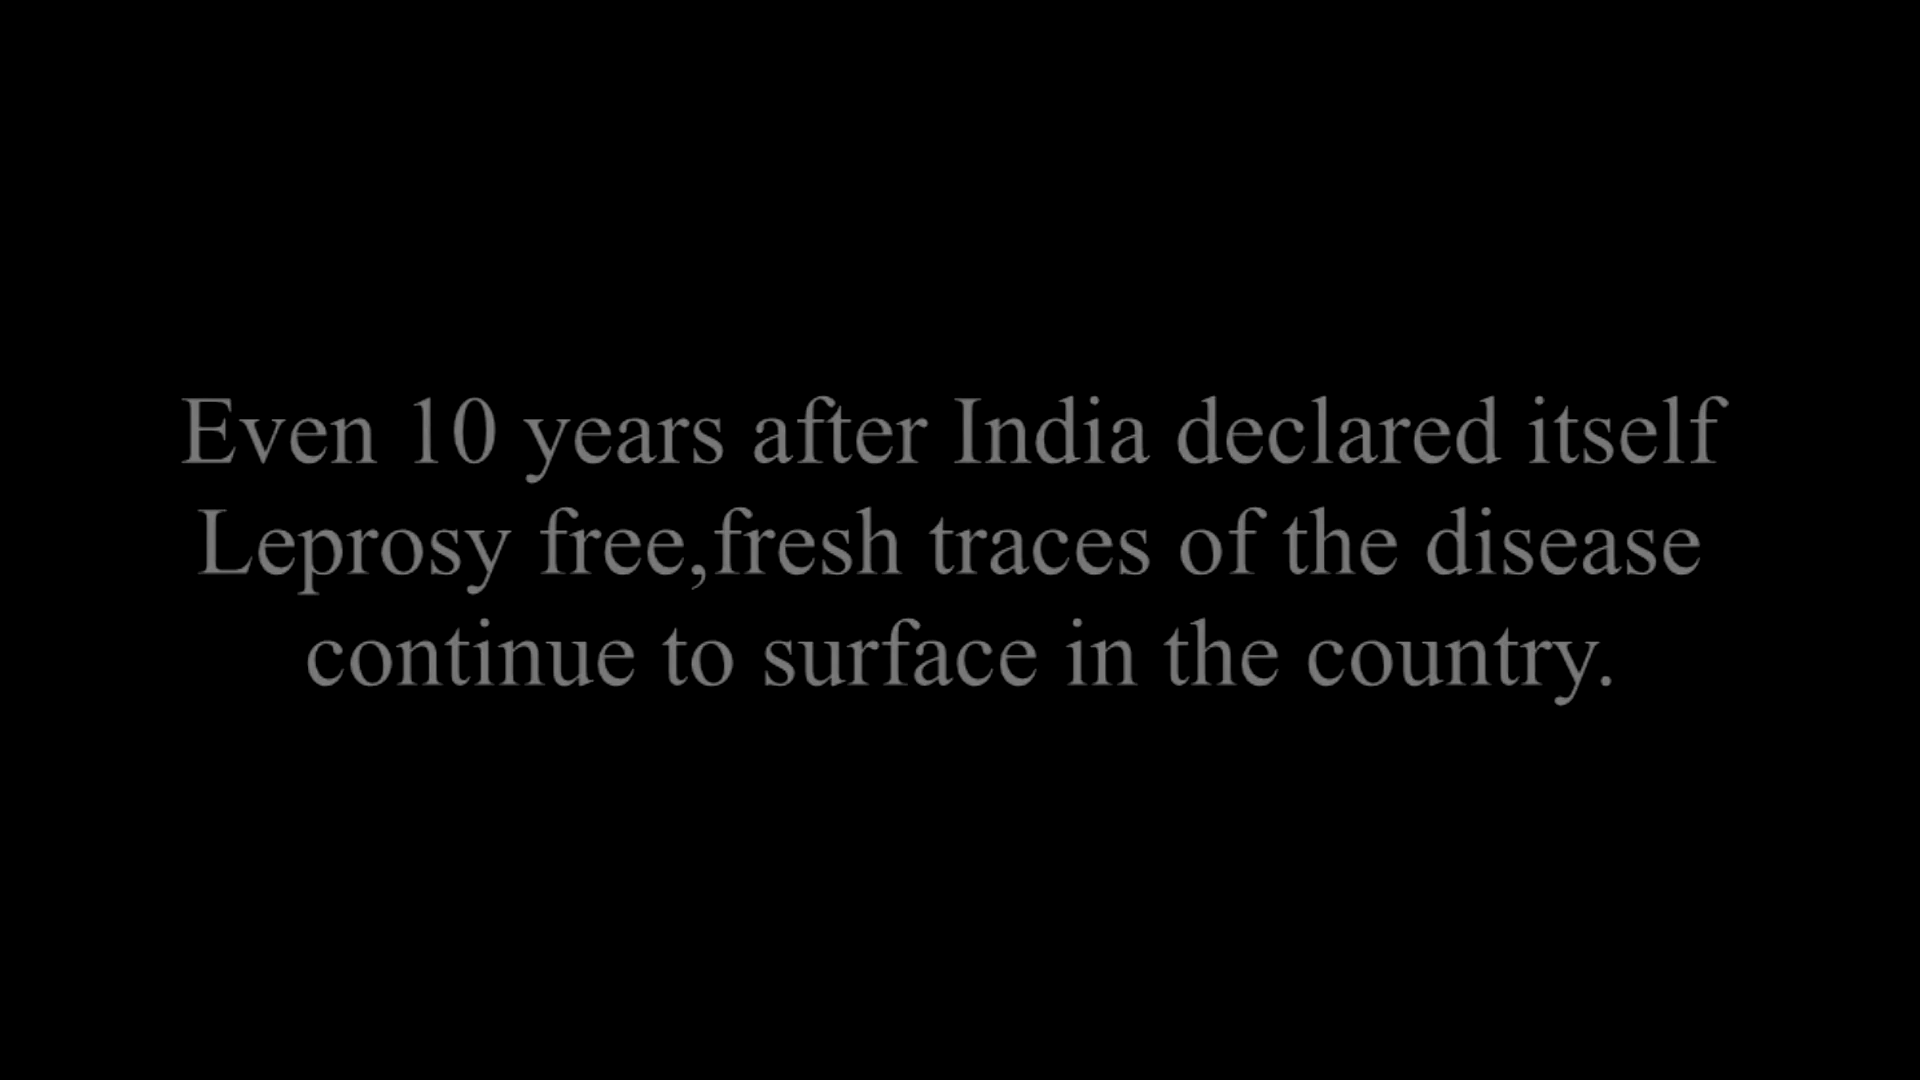 Even 10 years after India declared itself
Leprosy free,fresh traces of the disease
continue to surface in the country.